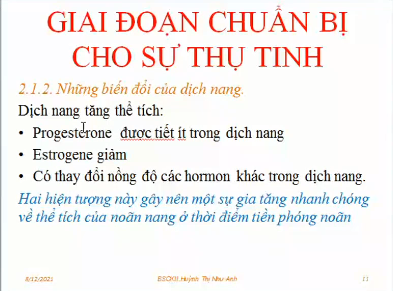 GIAI ĐOẠN CHUẨN BỊ
CHO SỰ THỤ TINH
2.1.2. Những biến đổi của dịch nang.
Dịch nang tăng thể tích:
• Progesterone được tiết ít trong dịch nang
• Estrogene giảm
• Có thay đổi nồng độ các hormon khác trong dịch nang.
Hai hiện tượng này gây nên một sự gia tăng nhanh chóng
về thể tích của noãn nang ở thời điểm tiền phóng noãn
8/12/2021 BSCKII.Huỳnh Thị Như Anh 11